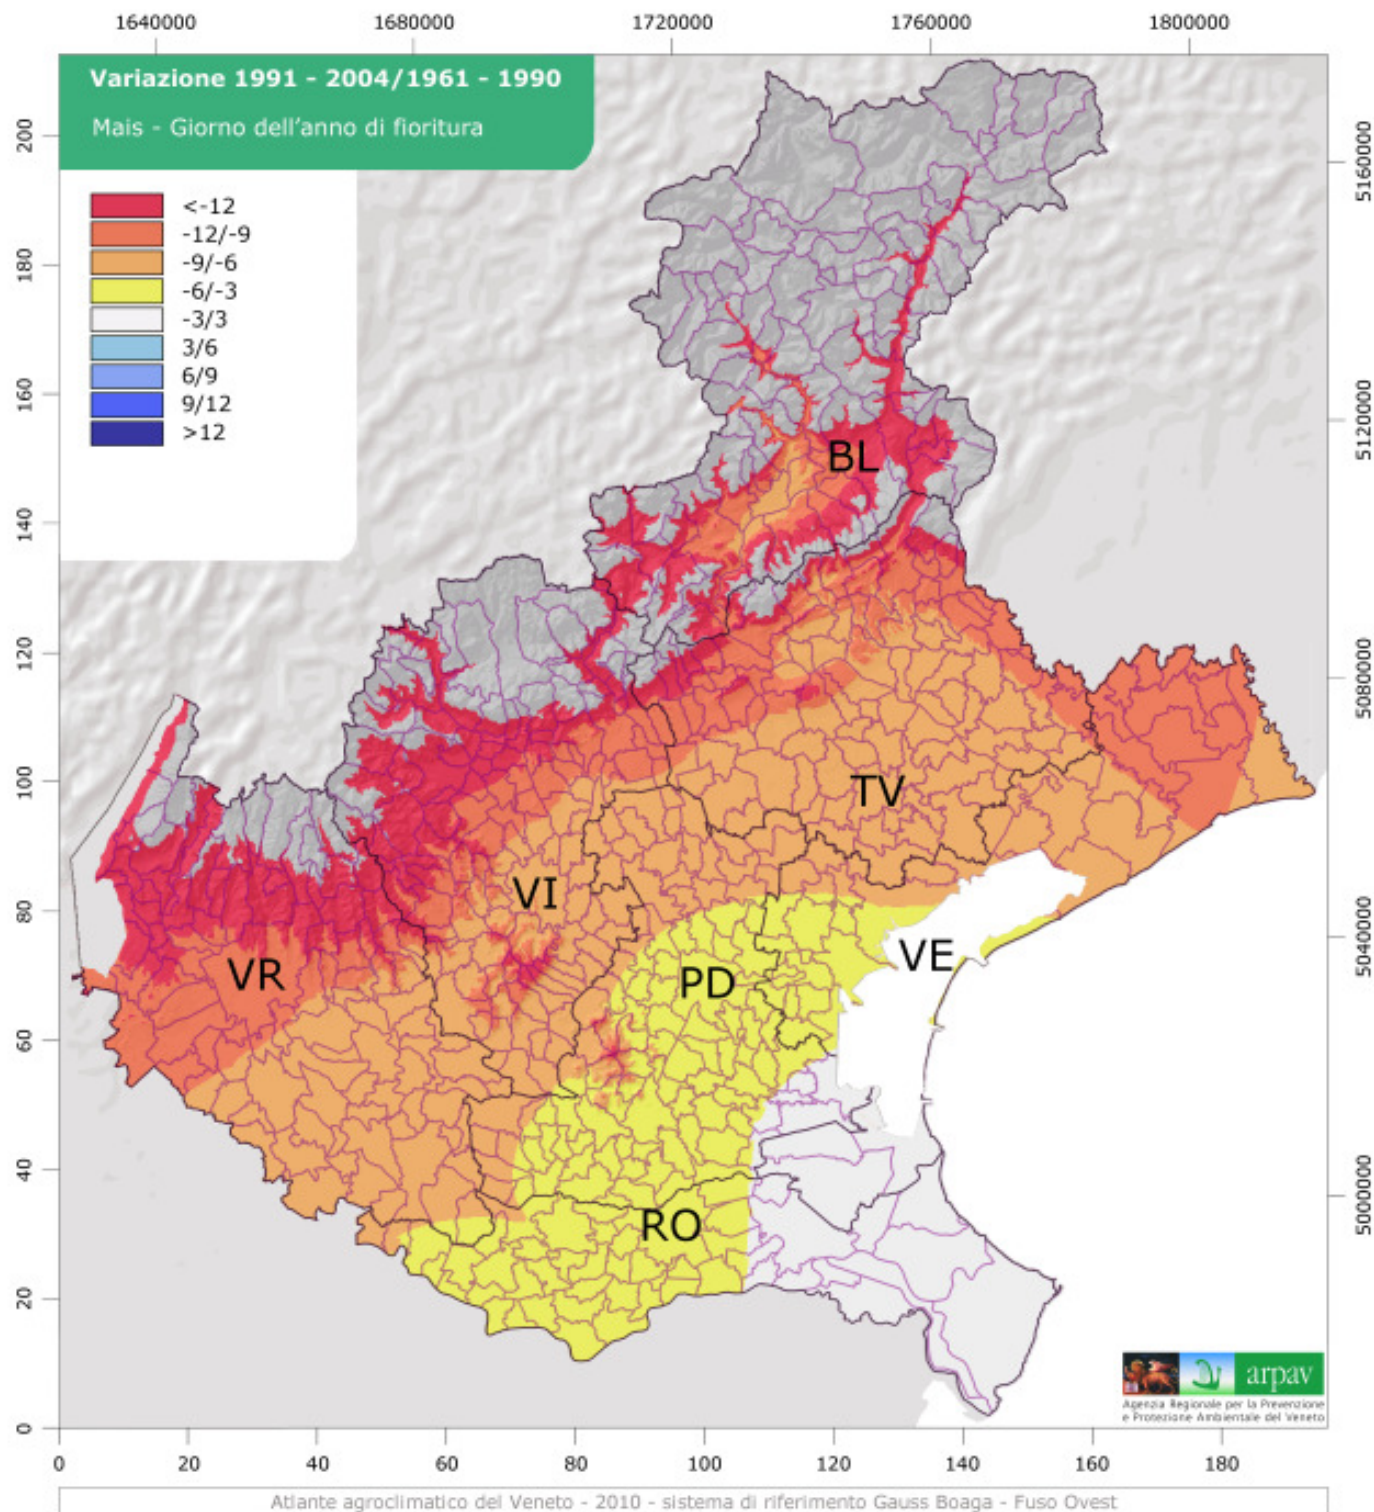 1640000 1680000 1720000 1760000 1800000
Variazione 1991 - 2004/1961 - 1990
Mais - Giorno dell'anno di fioritura
<-12
-12/-9
-9/-6
-6/-3
-3/3
3/6
6/9
9/12
>12
200
180
160
140
120
100
80
60
40
20
0
5160000
5120000
5080000
5040000
5000000
BL
TV
VI
VR
PD
VE
RO
arpav
Agenzia Regionale per la Prevenzione
e Protezione Ambientale del Veneto
0 20 40 60 80 100 120 140 160 180
Atlante agroclimatico del Veneto - 2010 - sistema di riferimento Gauss Boaga - Fuso Ovest